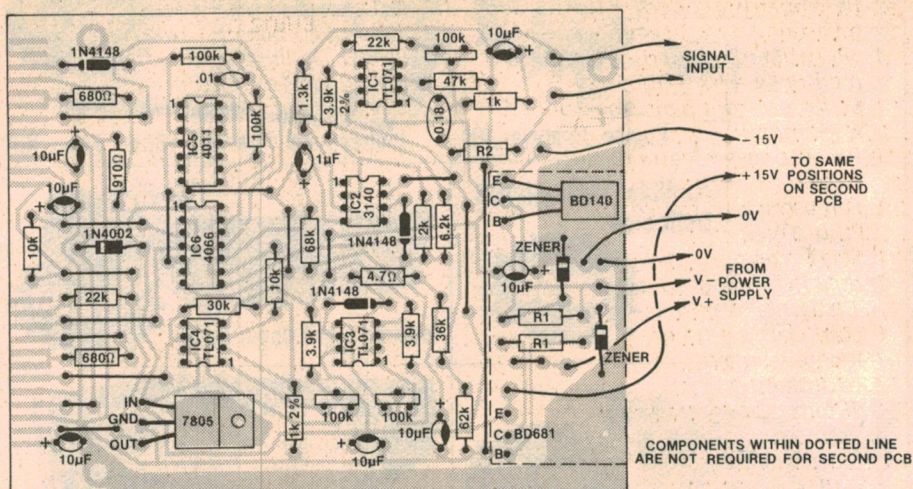 1N4148
100k
.01
680Ω
1
IC5
4011
100k
10µF
+
910Ω
10µF
+
10k
1N4002
1
IC6
4066
22k
30k
10k
IC4
TL071
1
680Ω
IN
GND
OUT
7805
10µF
+
22k
100k
10µF
+
IC1
TL071
1
47k
1k
1.3k
3.9k
2%
0.18
R2
1µF
+
IC2
3140
1
1N4148
2k
6.2k
68k
4.7Ω
1N4148
3.9k
IC3
TL071
1
3.9k
36k
1k 2%
100k
100k
10µF
+
10µF
+
62k
E
C
B
BD140
ZENER
10µF
+
R1
R1
ZENER
E
C
B
BD681
SIGNAL
INPUT
-15V
+15V
0V
TO SAME
POSITIONS
ON SECOND
PCB
0V
V-
V+
FROM
POWER
SUPPLY
COMPONENTS WITHIN DOTTED LINE
ARE NOT REQUIRED FOR SECOND PCB